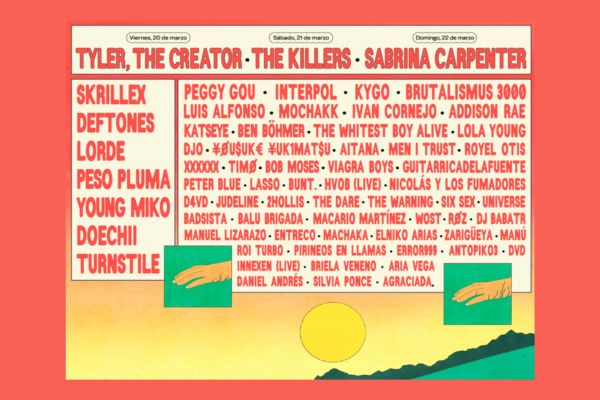 Viernes, 20 de marzo
Sábado, 21 de marzo
Domingo, 22 de marzo
TYLER, THE CREATOR • THE KILLERS • SABRINA CARPENTER
SKRILLEX
DEFTONES
LORDE
PESO PLUMA
YOUNG MIKO
DOECHII
TURNSTILE
PEGGY GOU • INTERPOL • KYGO • BRUTALISMUS 3000
LUIS ALFONSO • MOCHAKK • IVAN CORNEJO • ADDISON RAE
KATSEYE • BEN BÖHMER • THE WHITEST BOY ALIVE • LOLA YOUNG
DJO • ¥ØU$UK€ ¥UK1MAT$U • AITANA • MEN I TRUST • ROYEL OTIS
XXXXXX • TIMØ • BOB MOSES • VIAGRA BOYS • GUITARRICADELAFUENTE
PETER BLUE • LASSO • BUNT. • HVOB (LIVE) • NICOLÁS Y LOS FUMADORES
D4VD • JUDELINE • 2HOLLIS • THE DARE • THE WARNING • SIX SEX • UNIVERSE
BADSISTA • BALU BRIGADA • MACARIO MARTÍNEZ • WOST • RØZ • DJ BABATR
MANUEL LIZARAZO • ENTRECO • MACHAKA • ELNIKO ARIAS • ZARIGÜEYA • MANÚ
ROI TURBO • PIRINEOS EN LLAMAS • ERROR999 • ANTOPIKO3 • DVD
INNEXEN (LIVE) • BRIELA VENENO • ARIA VEGA
DANIEL ANDRÉS • SILVIA PONCE • AGRACIADA.